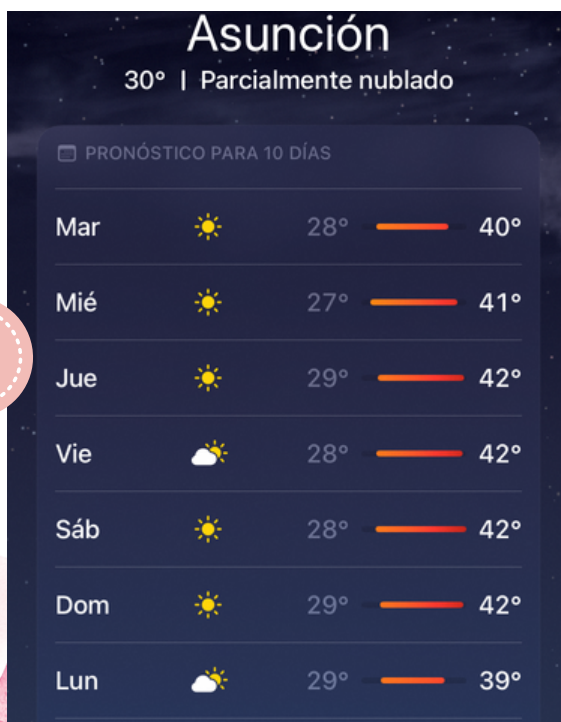 Asunción
30° | Parcialmente nublado
PRONÓSTICO PARA 10 DÍAS
Mar 28° 40°
Mié 27° 41°
Jue 29° 42°
Vie 28° 42°
Sáb 28° 42°
Dom 29° 42°
Lun 29° 39°